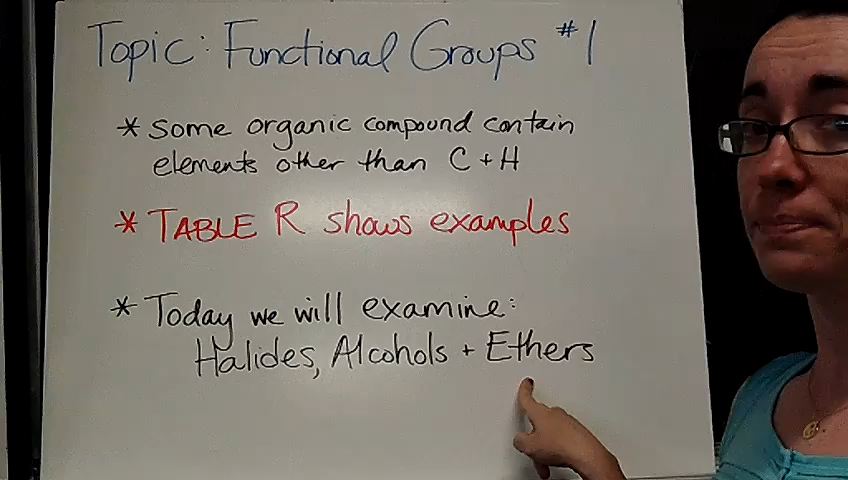 Topic: Functional Groups #1
* some organic compound contain
elements other than C + H
* TABLE R shows examples
* Today we will examine:
Halides, Alcohols + Ethers